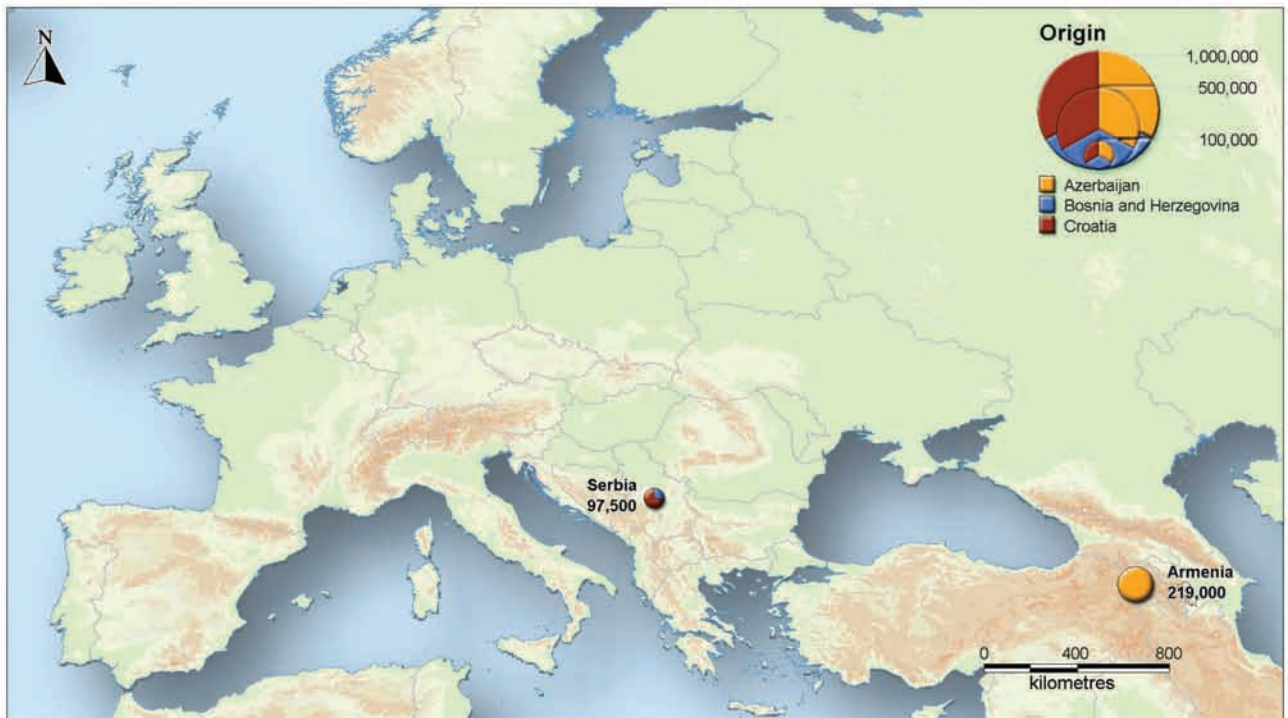 N
Origin
1,000,000
500,000
100,000
Azerbaijan
Bosnia and Herzegovina
Croatia
Serbia
97,500
Armenia
219,000
0 400 800
kilometres